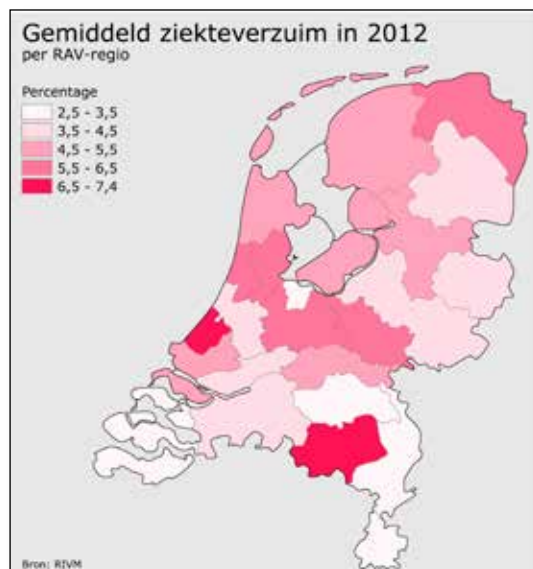 Gemiddeld ziekteverzuim in 2012
per RAV-regio
Percentage
2,5 - 3,5
3,5 - 4,5
4,5 - 5,5
5,5 - 6,5
6,5 - 7,4
Bron: RIVM